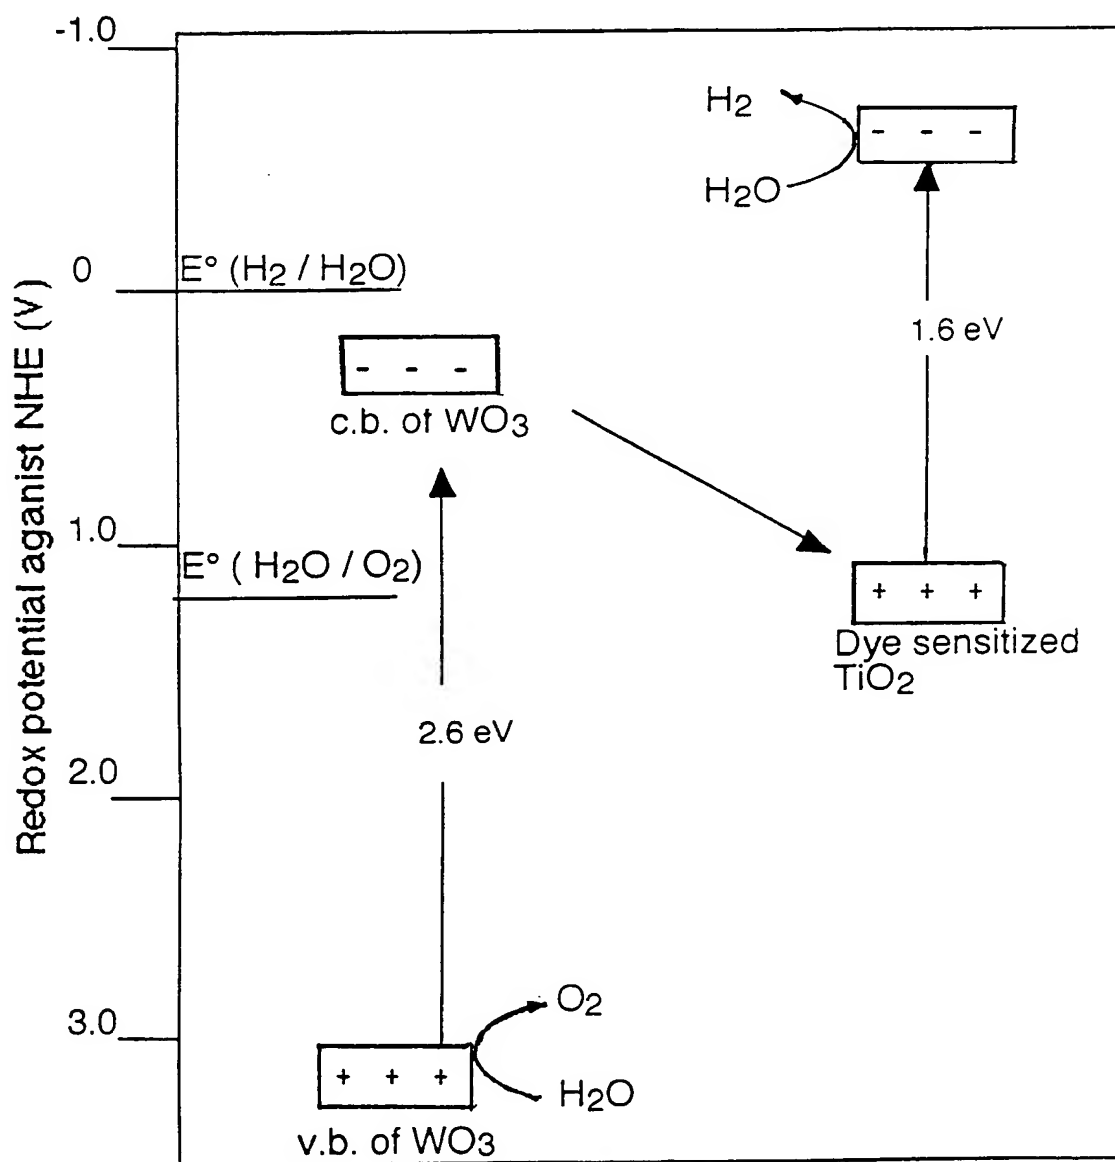 -1.0
H2
- - -
H2O
0
E° (H2 / H2O)
1.6 eV
- - -
c.b. of WO3
1.0
E° ( H2O / O2)
+ + +
Dye sensitized
TiO2
2.6 eV
2.0
Redox potential aganist NHE (V)
3.0
O2
+ + +
H2O
v.b. of WO3